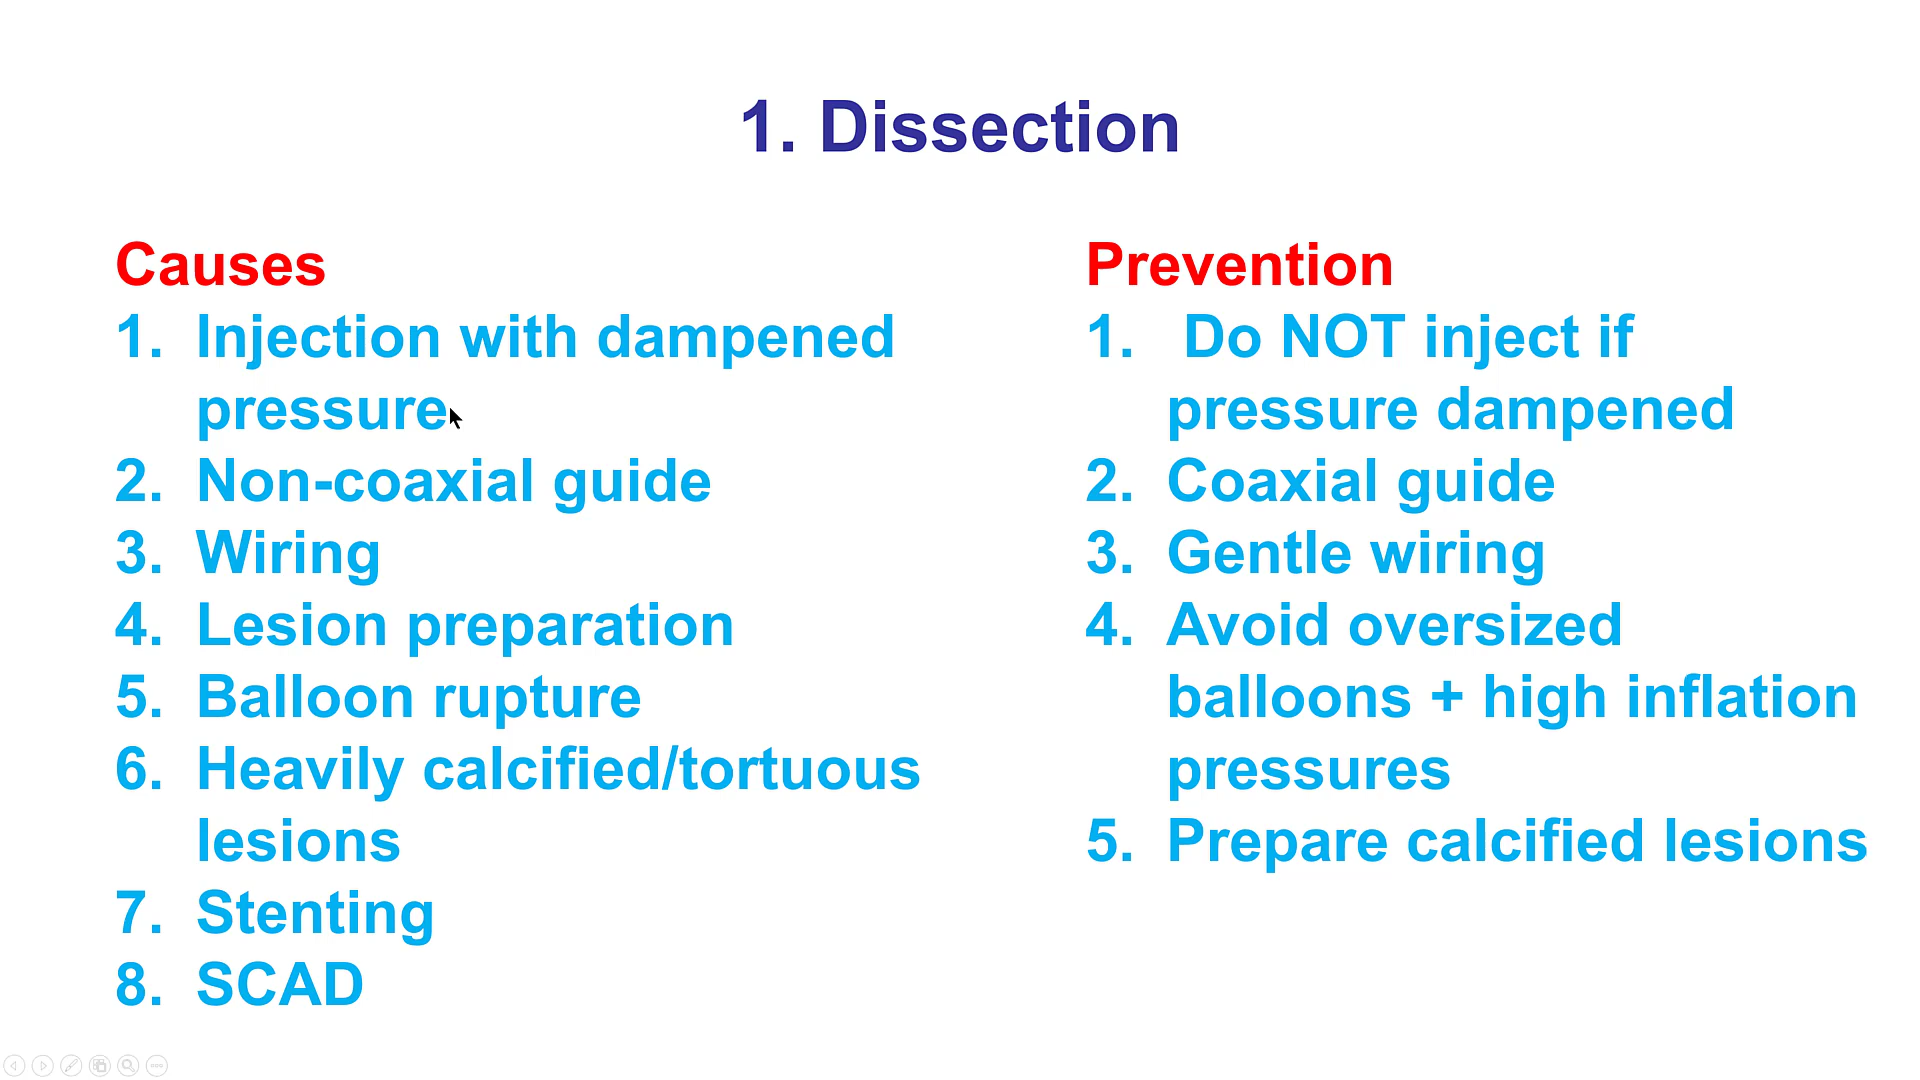 1. Dissection
Causes
1. Injection with dampened
pressure
2. Non-coaxial guide
3. Wiring
4. Lesion preparation
5. Balloon rupture
6. Heavily calcified/tortuous
lesions
7. Stenting
8. SCAD
Prevention
1. Do NOT inject if
pressure dampened
2. Coaxial guide
3. Gentle wiring
4. Avoid oversized
balloons + high inflation
pressures
5. Prepare calcified lesions